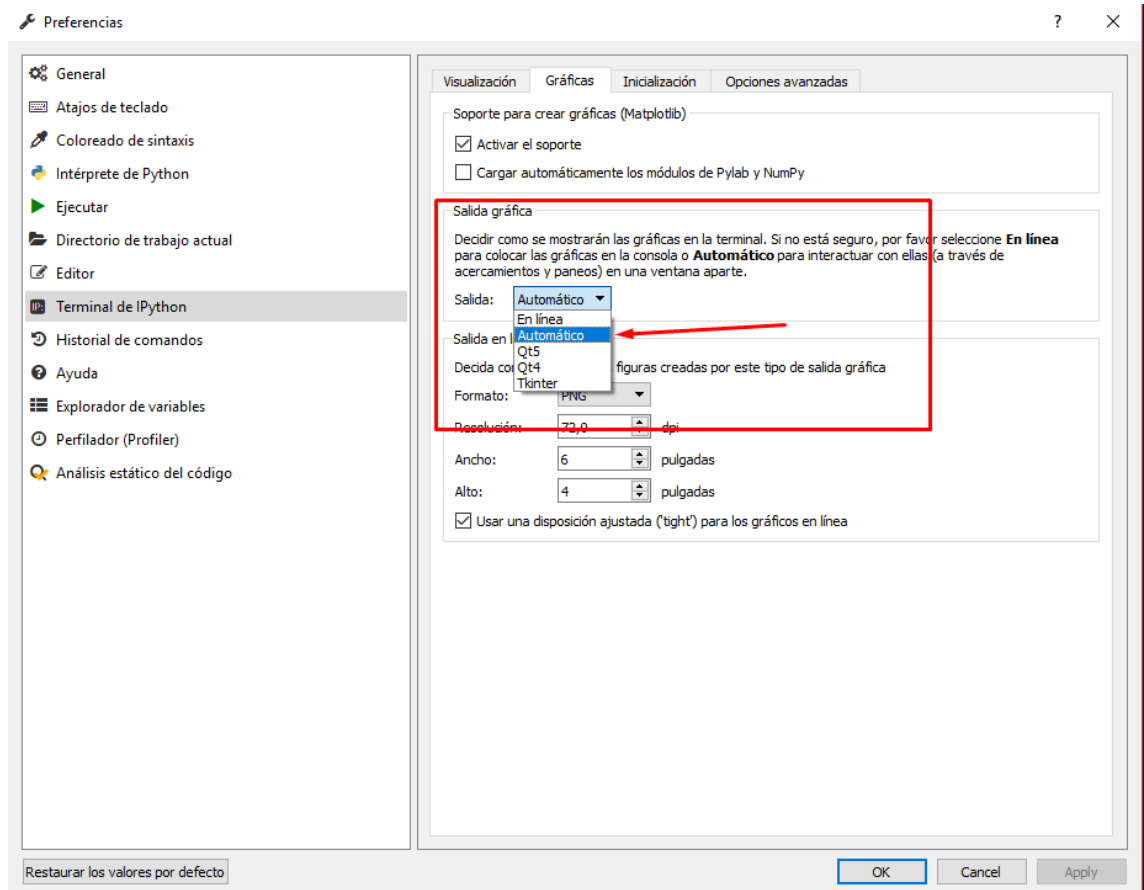 Preferencias
?
General
Atajos de teclado
Coloreado de sintaxis
Intérprete de Python
Ejecutar
Directorio de trabajo actual
Editor
IP:
Terminal de IPython
Historial de comandos
Ayuda
Explorador de variables
Perfilador (Profiler)
Análisis estático del código
Visualización Gráficas Inicialización Opciones avanzadas
Soporte para crear gráficas (Matplotlib)
Activar el soporte
Cargar automáticamente los módulos de Pylab y NumPy
Salida gráfica
Decidir como se mostrarán las gráficas en la terminal. Si no está seguro, por favor seleccione En línea
para colocar las gráficas en la consola o Automático para interactuar con ellas (a través de
acercamientos y paneos) en una ventana aparte.
Salida: Automático
En línea
Automático
Qt5
Qt4
Tkinter
Salida en
figuras creadas por este tipo de salida gráfica
Formato: PNG
Resolución: 72,0 dpi
Ancho: 6 pulgadas
Alto: 4 pulgadas
Usar una disposición ajustada ('tight') para los gráficos en línea
Restaurar los valores por defecto
OK Cancel Apply